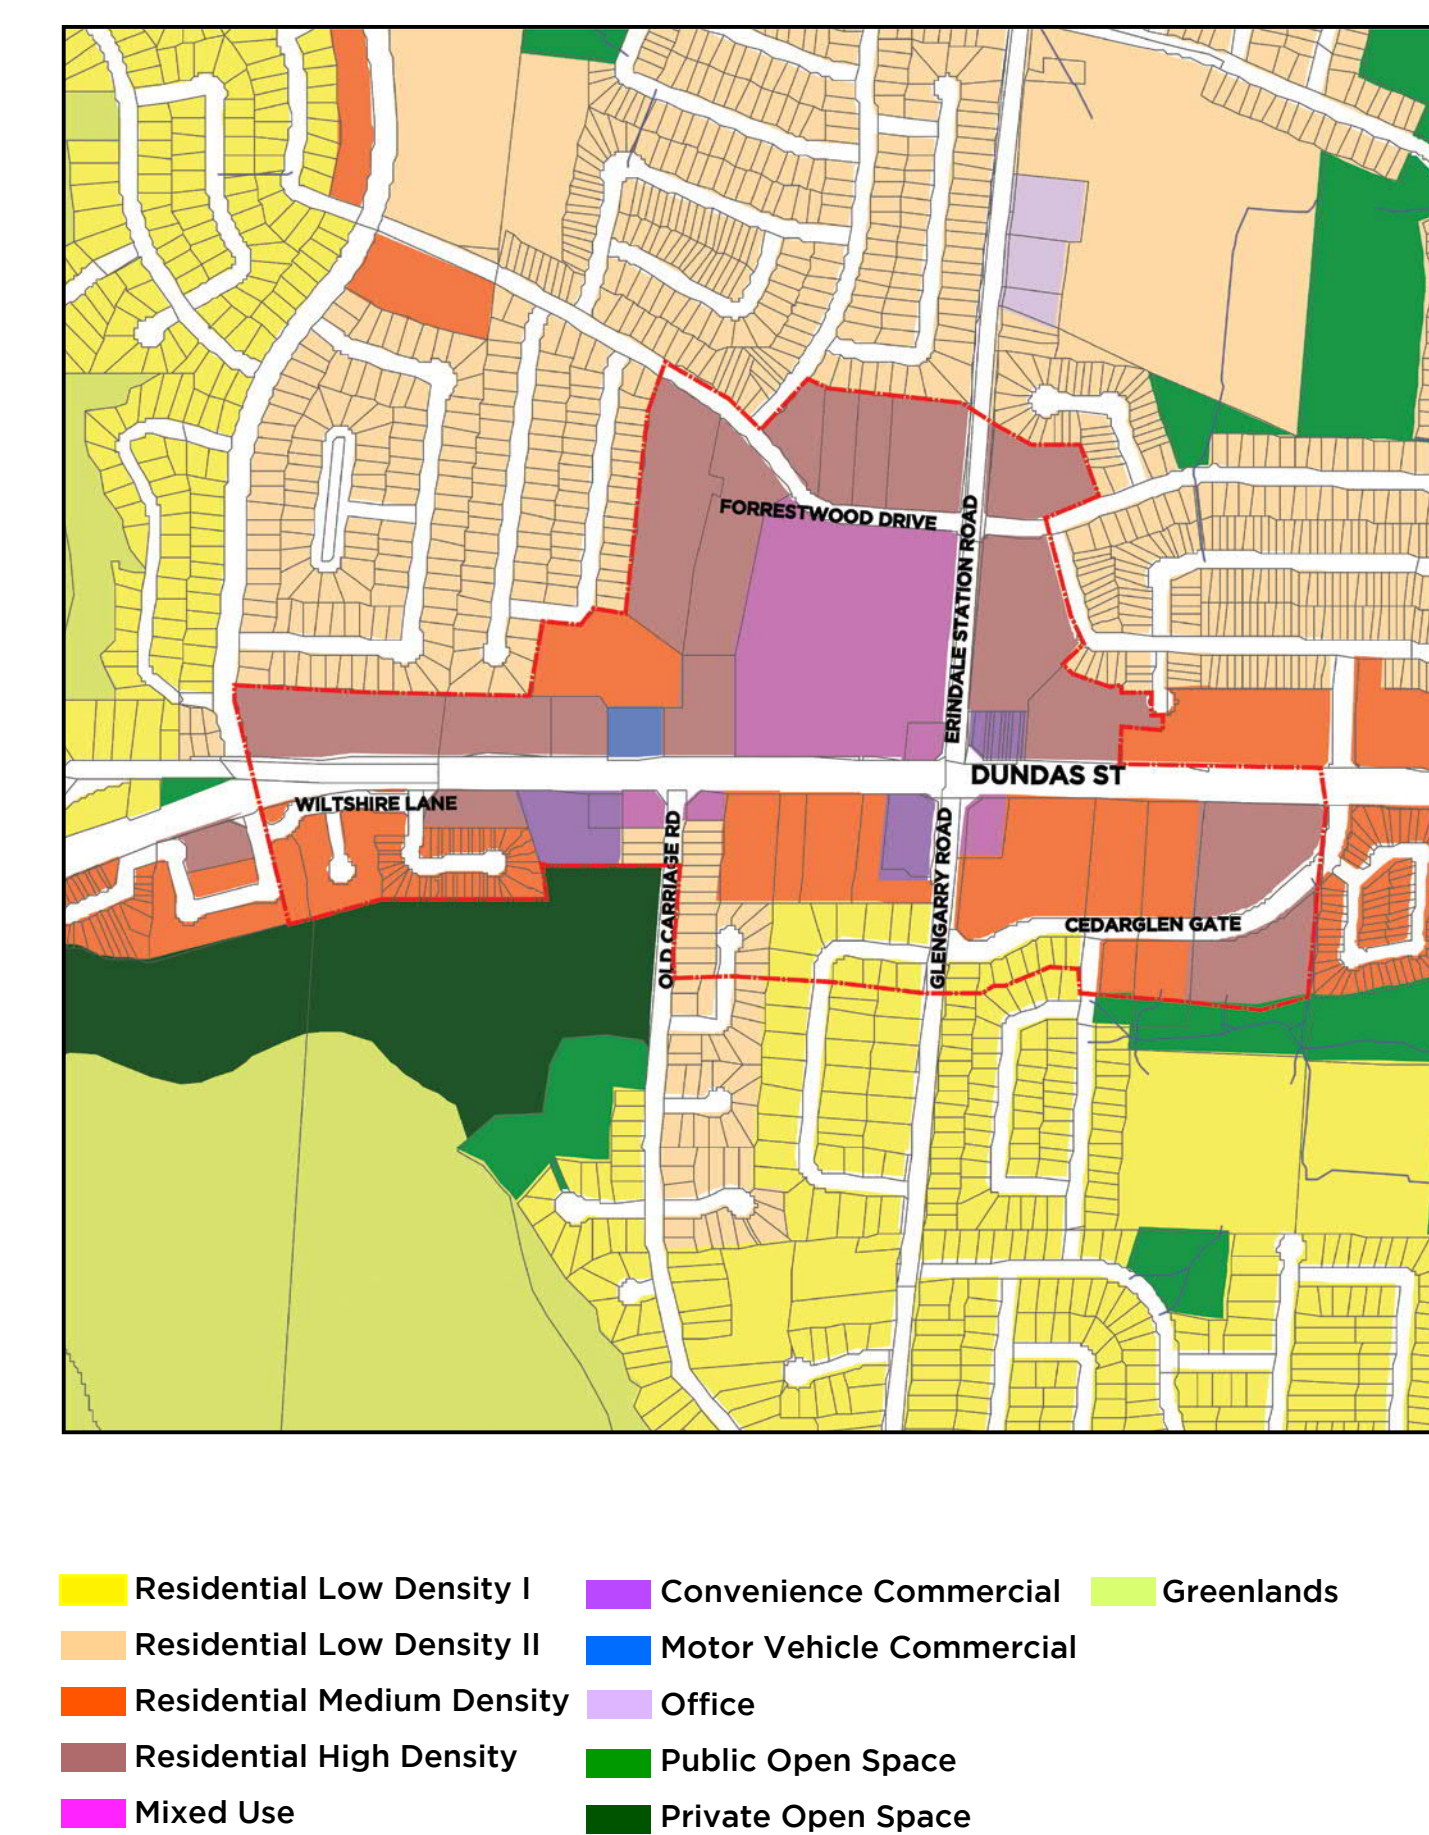 FORRESTWOOD DRIVE
ERINDALE STATION ROAD
DUNDAS ST
WILTSHIRE LANE
OLD CARRIAGE RD
GLENGARRY ROAD
CEDARGLEN GATE
Residential Low Density I
Residential Low Density II
Residential Medium Density
Residential High Density
Mixed Use
Convenience Commercial
Motor Vehicle Commercial
Office
Public Open Space
Private Open Space
Greenlands